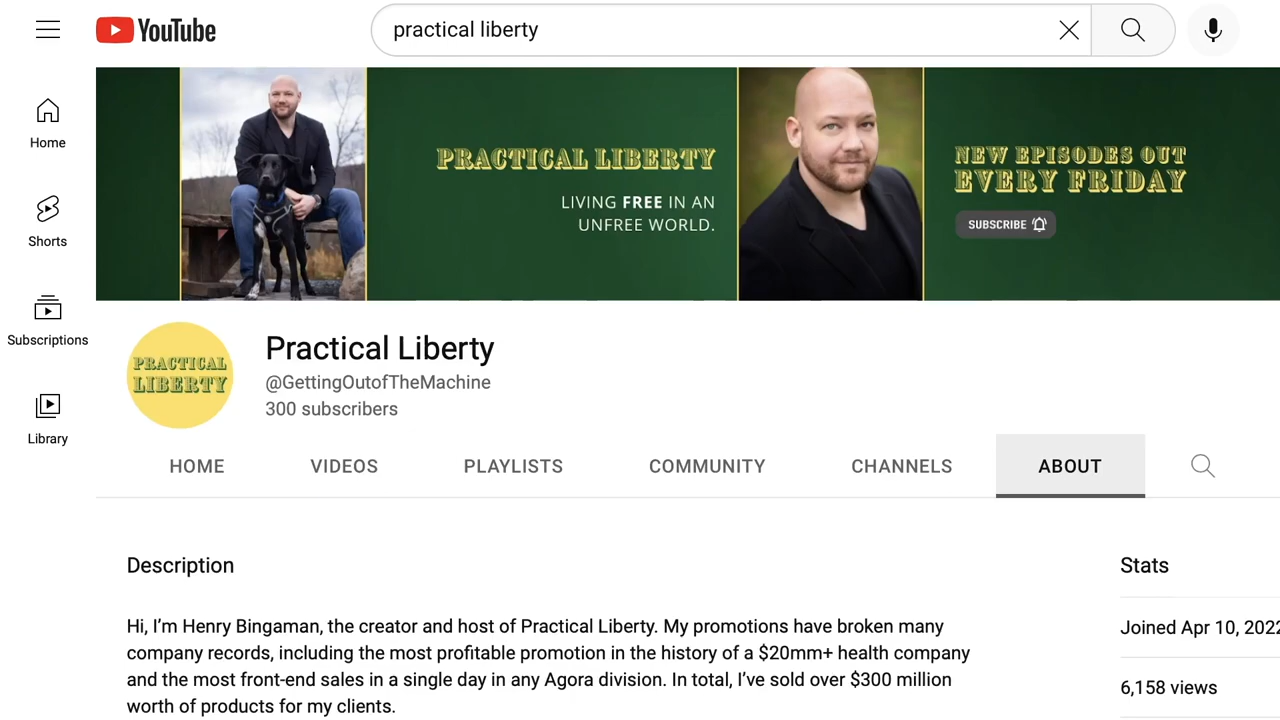 YouTube
practical liberty
Home
Shorts
Subscriptions
Library
PRACTICAL LIBERTY
LIVING FREE IN AN
UNFREE WORLD.
NEW EPISODES OUT
EVERY FRIDAY
SUBSCRIBE
PRACTICAL
LIBERTY
Practical Liberty
@GettingOutofTheMachine
300 subscribers
HOME VIDEOS PLAYLISTS COMMUNITY CHANNELS ABOUT
Description
Hi, I’m Henry Bingaman, the creator and host of Practical Liberty. My promotions have broken many
company records, including the most profitable promotion in the history of a $20mm+ health company
and the most front-end sales in a single day in any Agora division. In total, I’ve sold over $300 million
worth of products for my clients.
Stats
Joined Apr 10, 2022
6,158 views